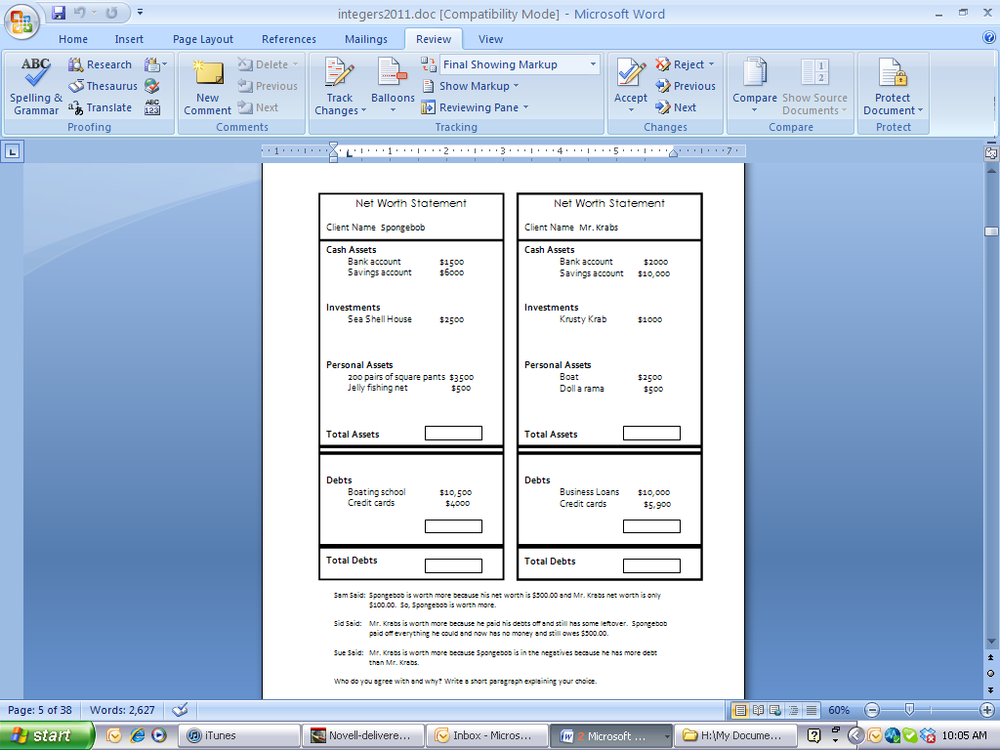 integers2011.doc [Compatibility Mode] - Microsoft Word
Home Insert Page Layout References Mailings Review View
Spelling & Grammar
Research
Thesaurus
Translate
Proofing
New Comment
Delete
Previous
Next
Comments
Track Changes
Balloons
Final Showing Markup
Show Markup
Reviewing Pane
Tracking
Accept
Reject
Previous
Next
Changes
Compare
Show Source Documents
Compare
Protect Document
Protect
1 1 2 3 4 5 7
Net Worth Statement
Client Name Spongebob
Cash Assets
Bank account $1500
Savings account $6000
Investments
Sea Shell House $2500
Personal Assets
200 pairs of square pants $3500
Jelly fishing net $500
Total Assets
Debts
Boating school $10,500
Credit cards $4000
Total Debts
Net Worth Statement
Client Name Mr. Krabs
Cash Assets
Bank account $2000
Savings account $10,000
Investments
Krusty Krab $1000
Personal Assets
Boat $2500
Doll a rama $500
Total Assets
Debts
Business Loans $10,000
Credit cards $5,900
Total Debts
Sam Said: Spongebob is worth more because his net worth is $500.00 and Mr. Krabs net worth is only
$100.00. So, Spongebob is worth more.
Sid Said: Mr. Krabs is worth more because he paid his debts off and still has some leftover. Spongebob
paid off everything he could and now has no money and still owes $500.00.
Sue Said: Mr. Krabs is worth more because Spongebob is in the negatives because he has more debt
than Mr. Krabs.
Who do you agree with and why? Write a short paragraph explaining your choice.
Page: 5 of 38 Words: 2,627 60%
start iTunes Novell-delivere... Inbox - Micros... 2 Microsoft ... H:\My Docume... 10:05 AM